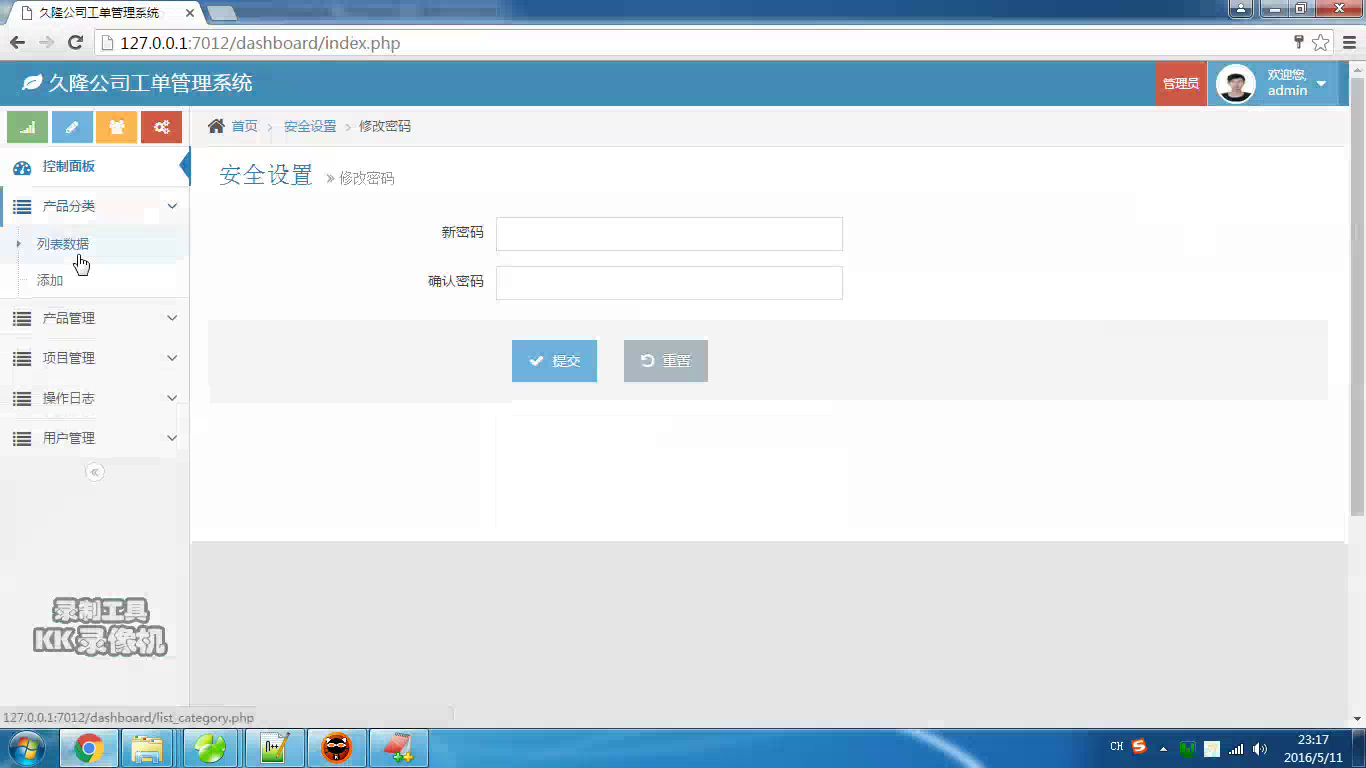 久隆公司工单管理系统
127.0.0.1:7012/dashboard/index.php
久隆公司工单管理系统
管理员
欢迎您,
admin
首页 > 安全设置 > 修改密码
控制面板
产品分类
列表数据
添加
产品管理
项目管理
操作日志
用户管理
安全设置 » 修改密码
新密码
确认密码
提交
重置
录制工具
KK录像机
127.0.0.1:7012/dashboard/list_category.php
CH
23:17
2016/5/11